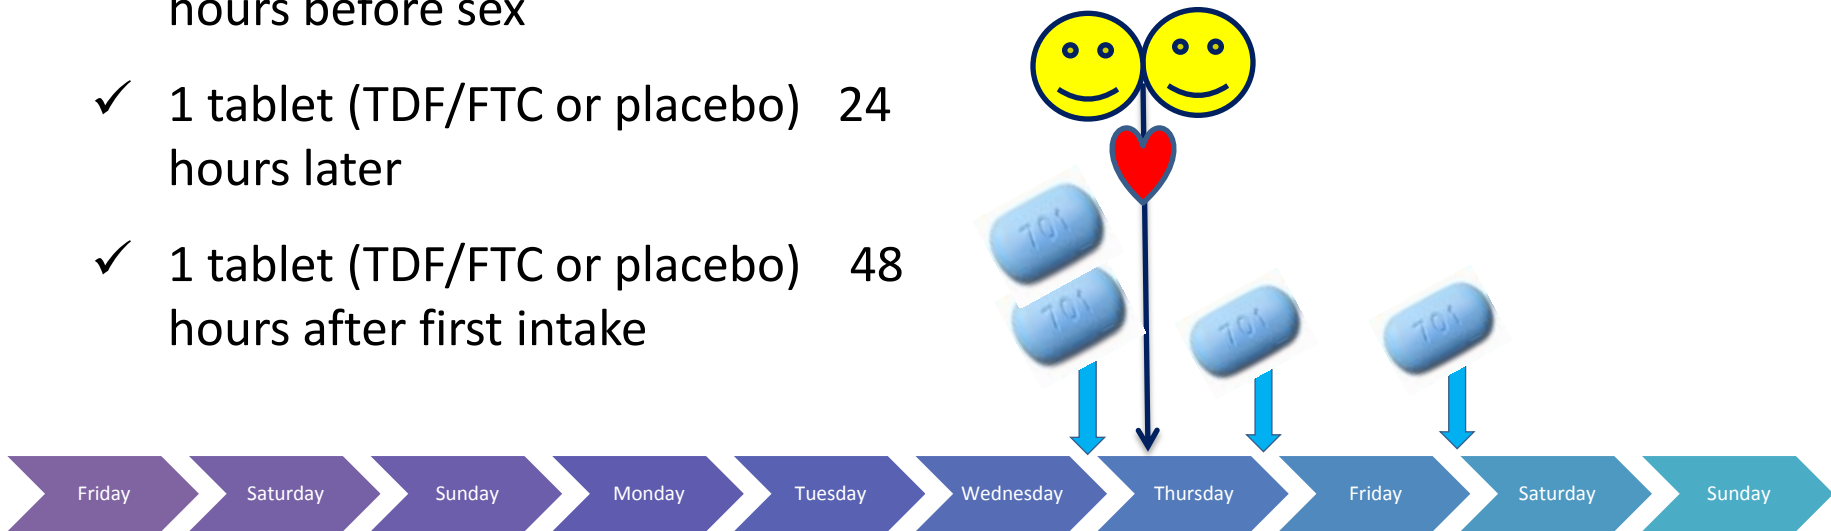 hours before sex
✓ 1 tablet (TDF/FTC or placebo) 24
hours later
✓ 1 tablet (TDF/FTC or placebo) 48
hours after first intake
701
701
701
701
Friday
Saturday
Sunday
Monday
Tuesday
Wednesday
Thursday
Friday
Saturday
Sunday